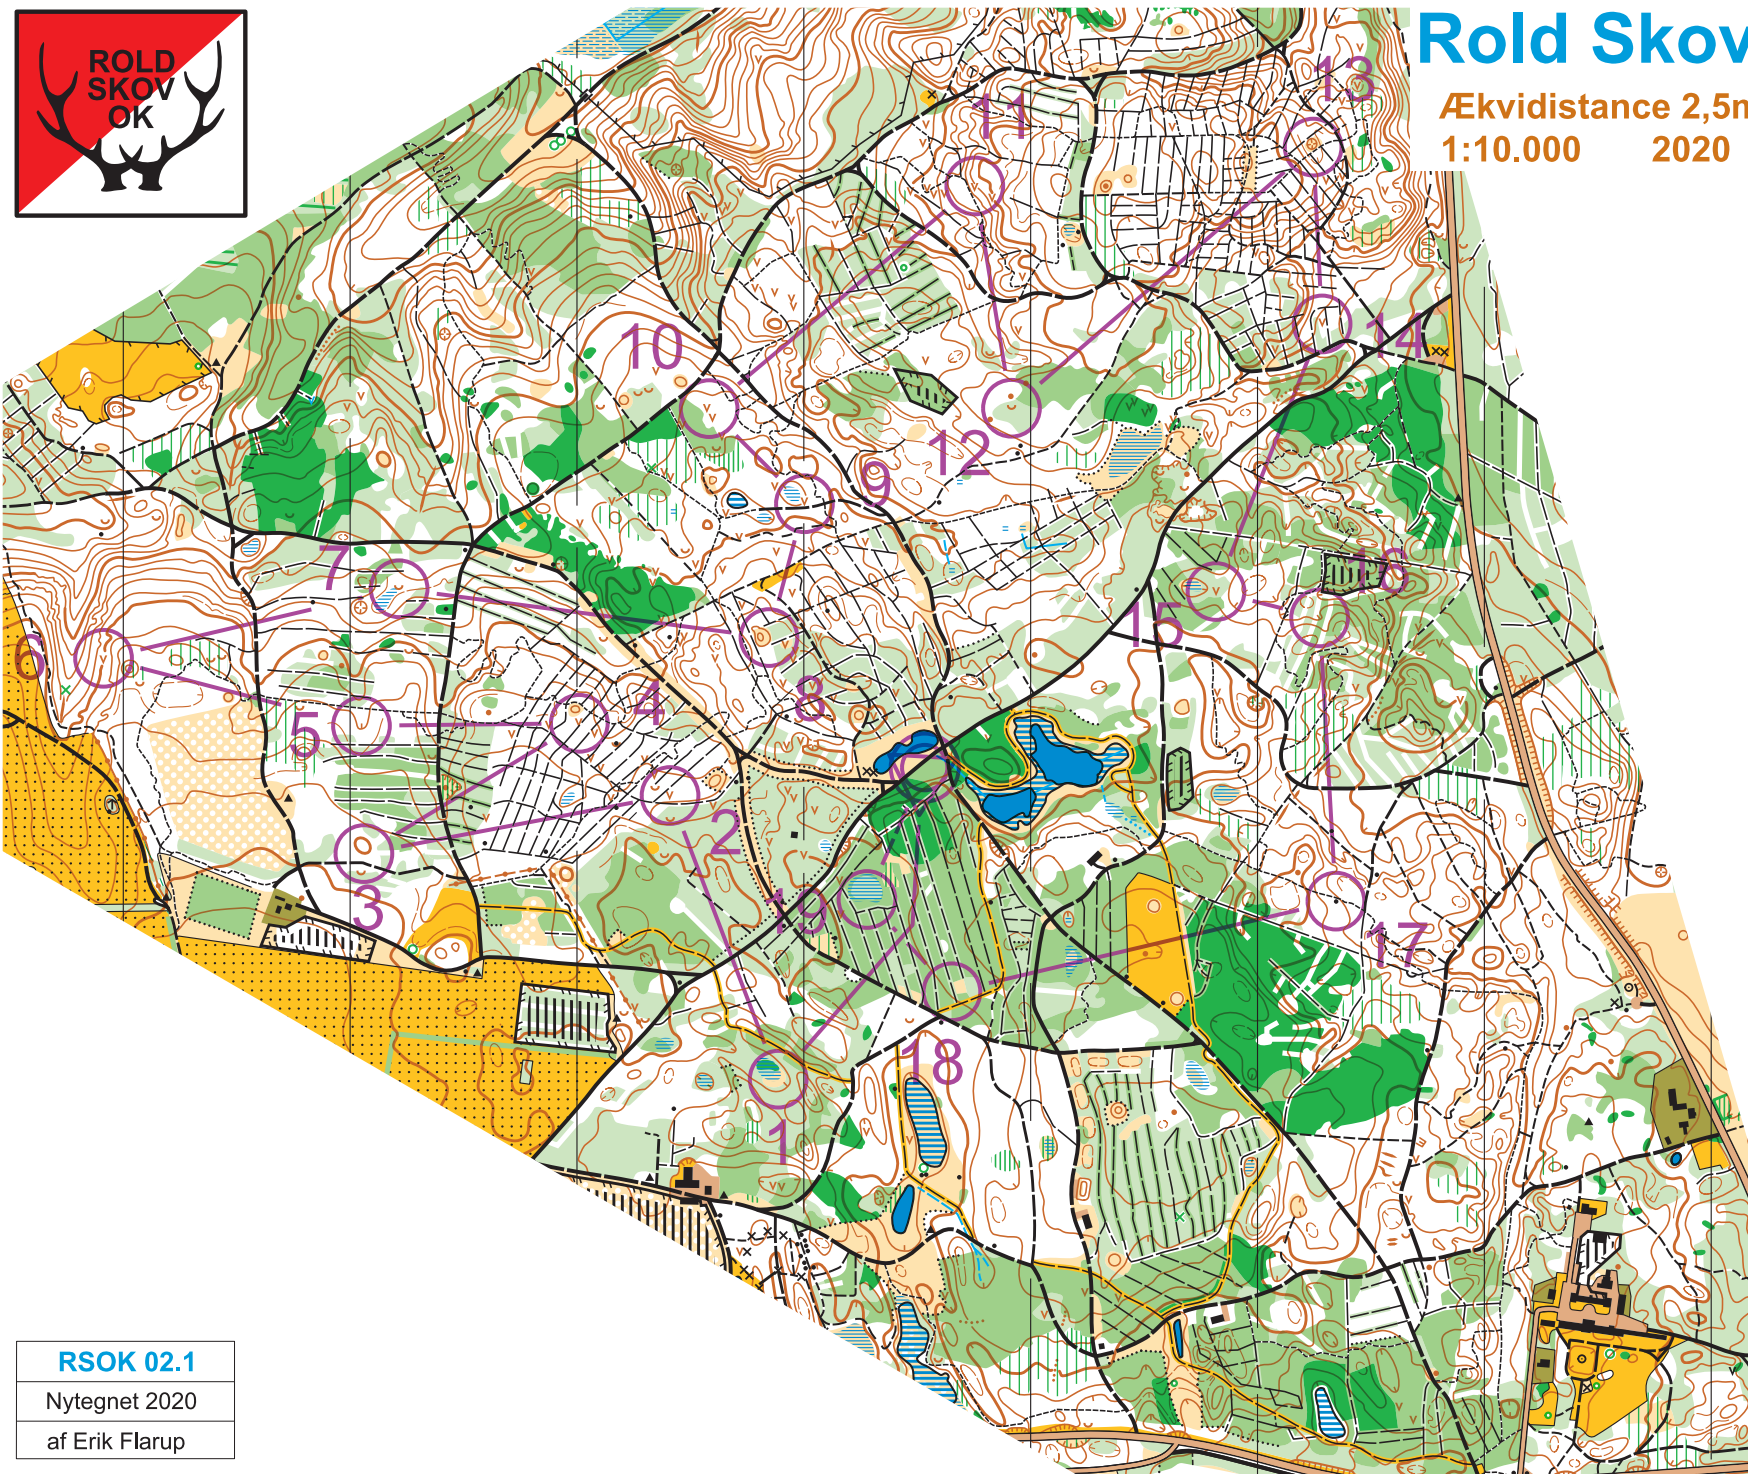 ROLD
SKOV
OK
Rold Skov
Ækvidistance 2,5m
1:10.000 2020
13
11
10
14
12
9
7
16
15
6
4
8
5
2
3
19
17
18
1
RSOK 02.1
Nytegnet 2020
af Erik Flarup